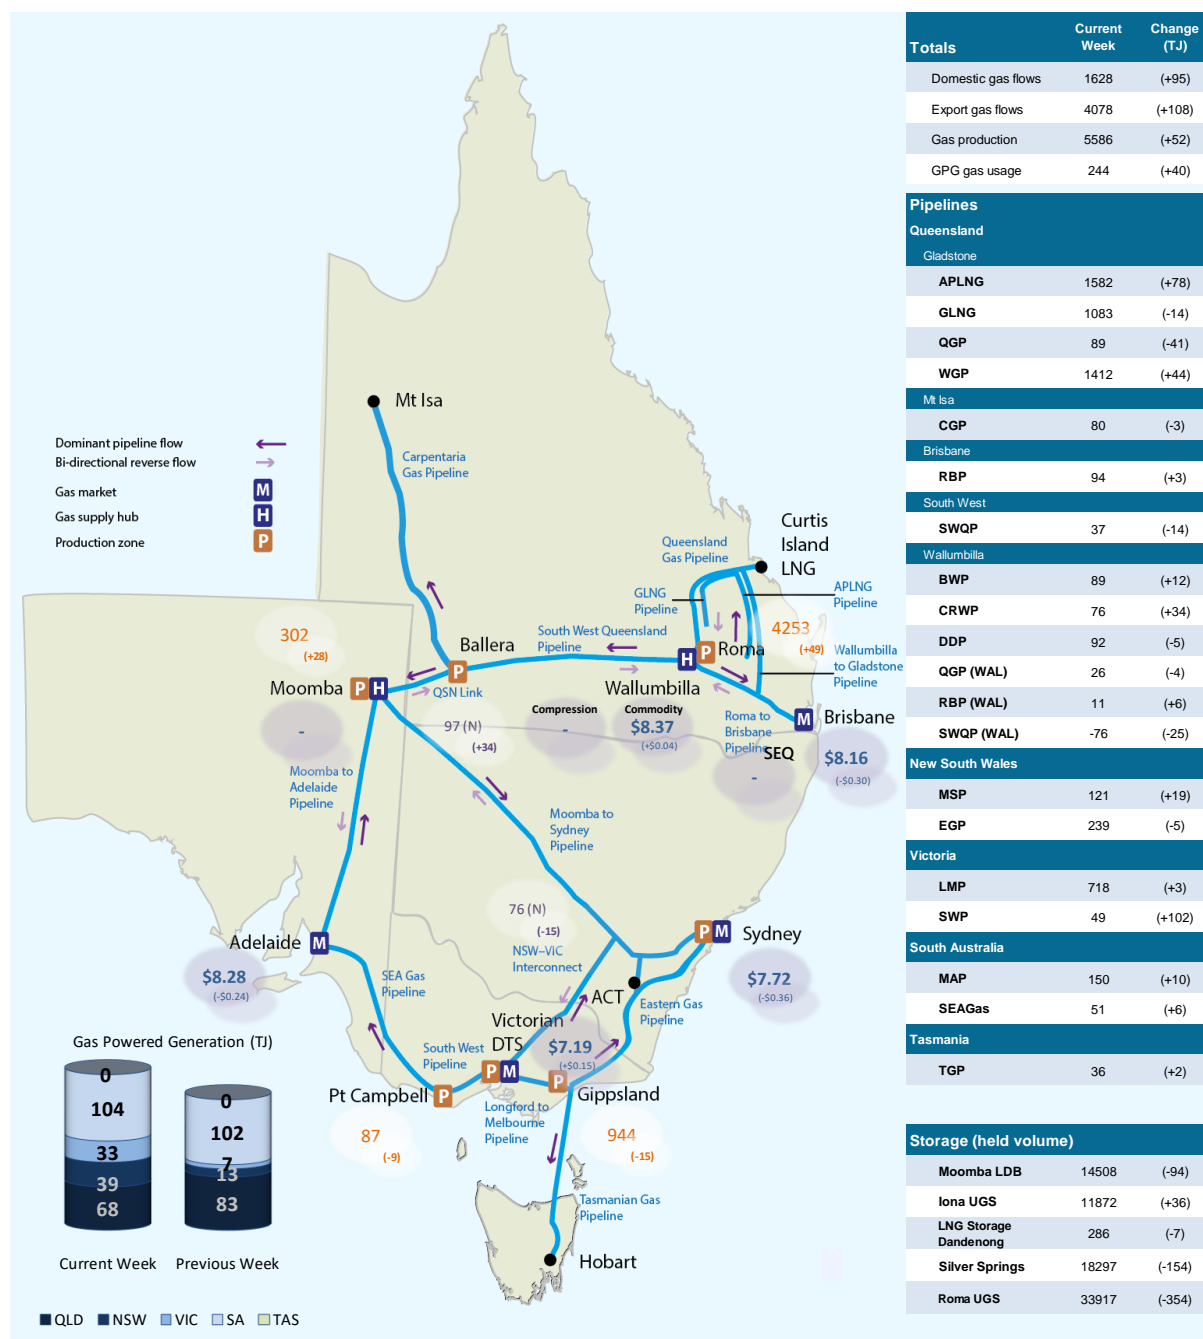 Mt Isa
Dominant pipeline flow
Bi-directional reverse flow
Gas market
M
Gas supply hub
H
Production zone
P
Carpentaria
Gas Pipeline
Curtis
Island
LNG
Queensland
Gas Pipeline
GLNG
Pipeline
APLNG
Pipeline
302
(+28)
Ballera
P
South West Queensland
Pipeline
H
P
Roma
4253
(+49)
Wallumbilla
to Gladstone
Pipeline
Moomba
P
H
QSN Link
Wallumbilla
Roma to
Brisbane
Pipeline
M
Brisbane
-
97 (N)
(+34)
Compression
-
Commodity
$8.37
(+$0.04)
SEQ
-
$8.16
(-$0.30)
Moomba to
Adelaide
Pipeline
Moomba to
Sydney
Pipeline
76 (N)
(-15)
NSW–VIC
Interconnect
Adelaide
M
$8.28
(-$0.24)
P
M
Sydney
$7.72
(-$0.36)
SEA Gas
Pipeline
ACT
Eastern Gas
Pipeline
Victorian
DTS
$7.19
(+$0.15)
South West
Pipeline
P
M
P
Gippsland
944
(-15)
Pt Campbell
P
87
(-9)
Longford to
Melbourne
Pipeline
Tasmanian Gas
Pipeline
Hobart
Gas Powered Generation (TJ)
0
104
33
39
68
0
102
7
13
83
Current Week
Previous Week
QLD NSW VIC SA TAS
Totals Current Week Change (TJ)
Domestic gas flows 1628 (+95)
Export gas flows 4078 (+108)
Gas production 5586 (+52)
GPG gas usage 244 (+40)
Pipelines
Queensland
Gladstone
APLNG 1582 (+78)
GLNG 1083 (-14)
QGP 89 (-41)
WGP 1412 (+44)
Mt Isa
CGP 80 (-3)
Brisbane
RBP 94 (+3)
South West
SWQP 37 (-14)
Wallumbilla
BWP 89 (+12)
CRWP 76 (+34)
DDP 92 (-5)
QGP (WAL) 26 (-4)
RBP (WAL) 11 (+6)
SWQP (WAL) -76 (-25)
New South Wales
MSP 121 (+19)
EGP 239 (-5)
Victoria
LMP 718 (+3)
SWP 49 (+102)
South Australia
MAP 150 (+10)
SEAGas 51 (+6)
Tasmania
TGP 36 (+2)
Storage (held volume)
Moomba LDB 14508 (-94)
Iona UGS 11872 (+36)
LNG Storage
Dandenong 286 (-7)
Silver Springs 18297 (-154)
Roma UGS 33917 (-354)